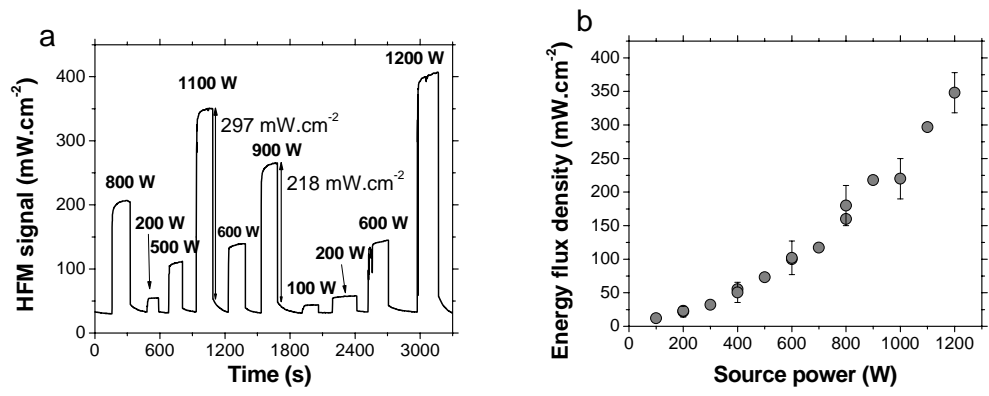 a
HFM signal (mW.cm-2)
400
300
200
100
0
800 W
200 W
500 W
1100 W
297 mW.cm-2
600 W
900 W
218 mW.cm-2
100 W
200 W
600 W
1200 W
0 600 1200 1800 2400 3000
Time (s)
b
Energy flux density (mW.cm-2)
400
350
300
250
200
150
100
50
0
0 200 400 600 800 1000 1200
Source power (W)